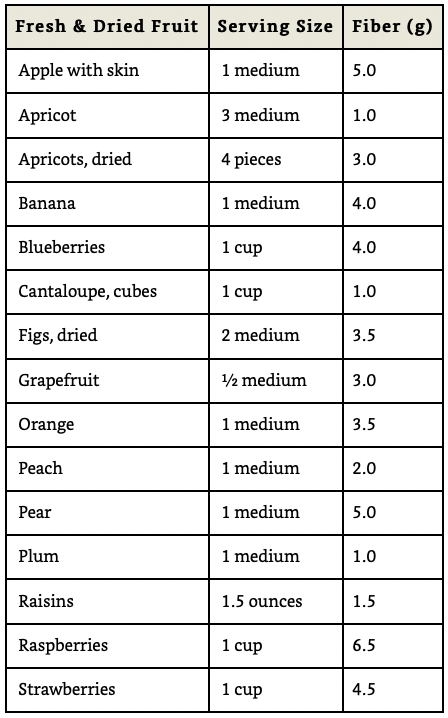 Fresh & Dried Fruit Serving Size Fiber (g)
Apple with skin 1 medium 5.0
Apricot 3 medium 1.0
Apricots, dried 4 pieces 3.0
Banana 1 medium 4.0
Blueberries 1 cup 4.0
Cantaloupe, cubes 1 cup 1.0
Figs, dried 2 medium 3.5
Grapefruit ½ medium 3.0
Orange 1 medium 3.5
Peach 1 medium 2.0
Pear 1 medium 5.0
Plum 1 medium 1.0
Raisins 1.5 ounces 1.5
Raspberries 1 cup 6.5
Strawberries 1 cup 4.5